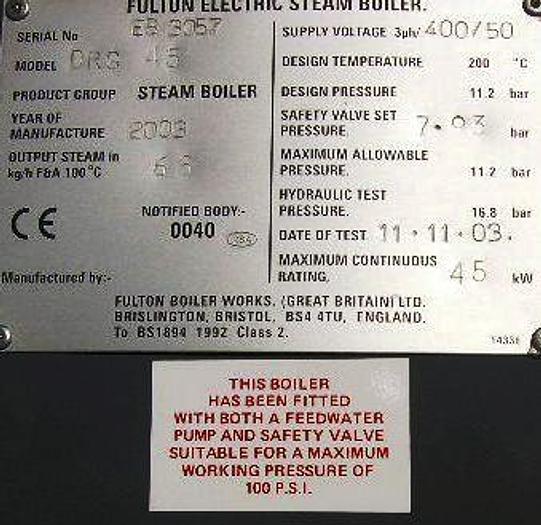 FULTON ELECTRIC STEAM BOILER.
SERIAL No EB 3057
MODEL 45
PRODUCT GROUP STEAM BOILER
YEAR OF
MANUFACTURE 2003
OUTPUT STEAM in
kg/h F&A 100°C 66
CE
NOTIFIED BODY:-
0040
Manufactured by:-
SUPPLY VOLTAGE 3ph/ 400/50
DESIGN TEMPERATURE 200 °C
DESIGN PRESSURE 11.2 bar
SAFETY VALVE SET
PRESSURE. 7.03 bar
MAXIMUM ALLOWABLE
PRESSURE. 11.2 bar
HYDRAULIC TEST
PRESSURE. 16.8 bar
DATE OF TEST 11.11.03.
MAXIMUM CONTINUOUS
RATING. 45 kW
FULTON BOILER WORKS. (GREAT BRITAIN) LTD.
BRISLINGTON, BRISTOL, BS4 4TU, ENGLAND.
To BS1894 1992 Class 2.
THIS BOILER
HAS BEEN FITTED
WITH BOTH A FEEDWATER
PUMP AND SAFETY VALVE
SUITABLE FOR A MAXIMUM
WORKING PRESSURE OF
100 P.S.I.